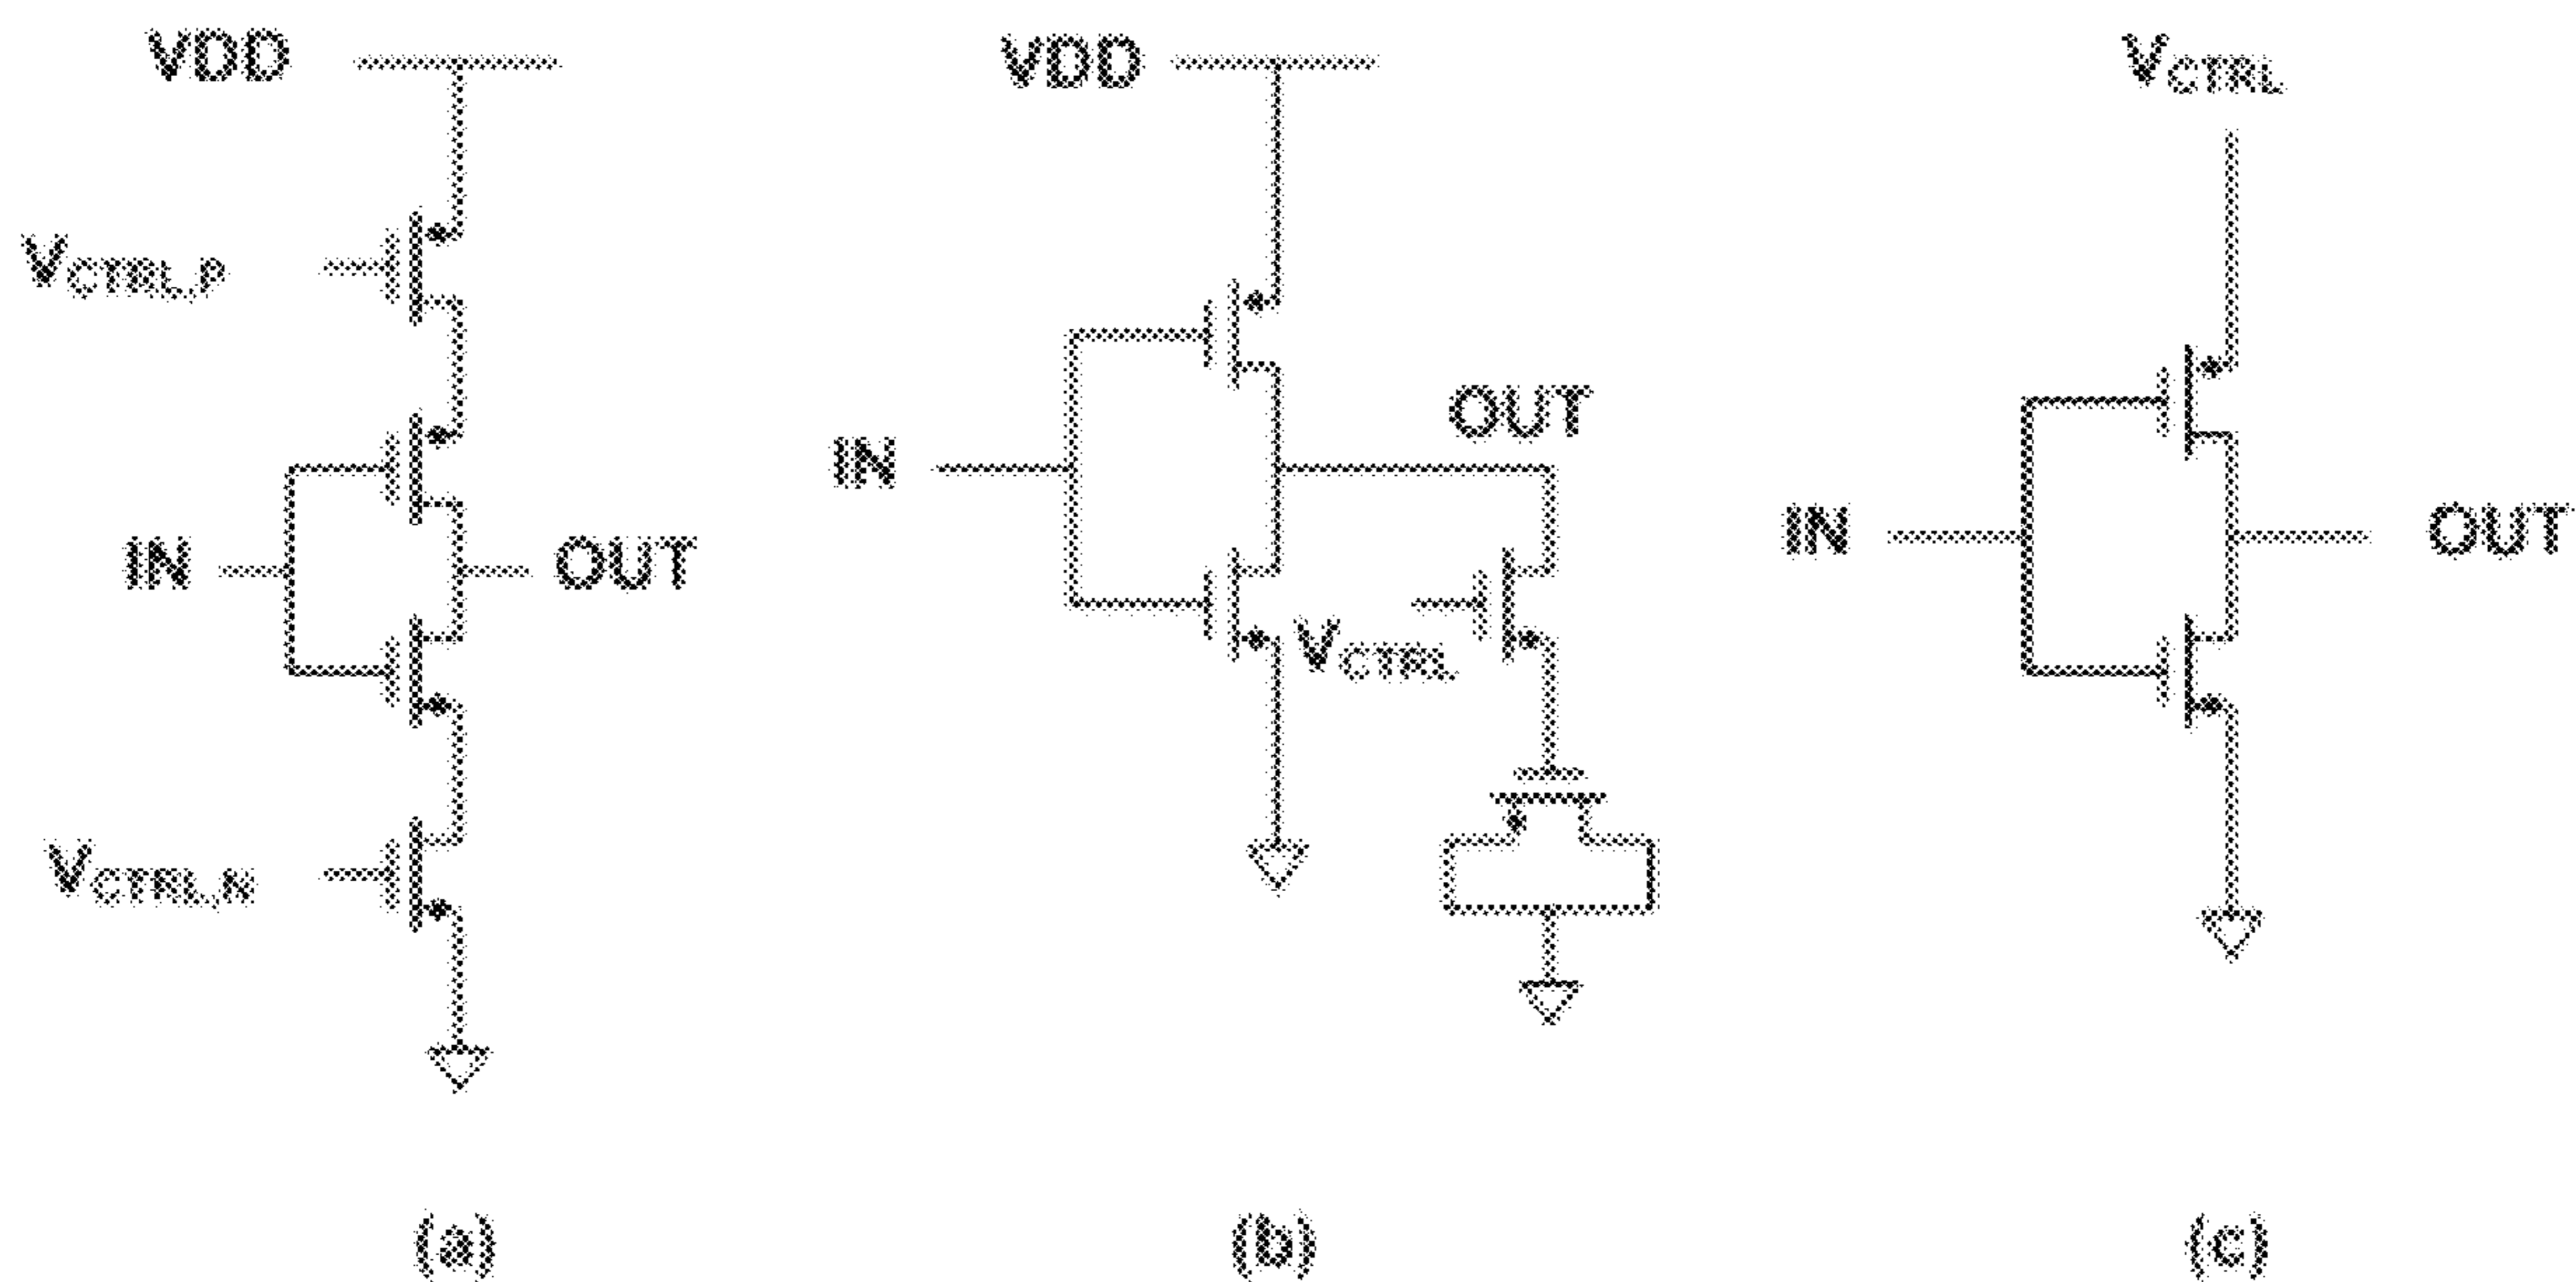 VDD
VCTRL,P
IN
OUT
VCTRL,N
(a)
VDD
IN
OUT
VCTRL
(b)
VCTRL
IN
OUT
(c)